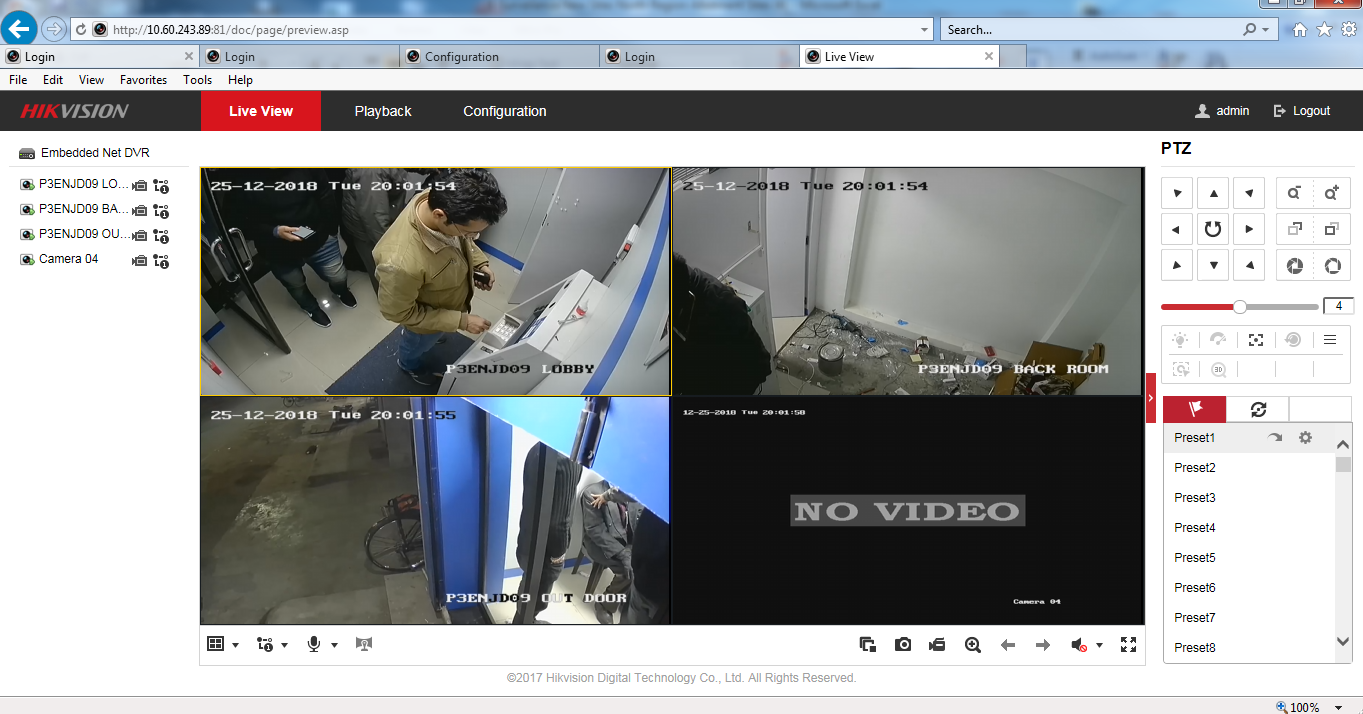 http://10.60.243.89:81/doc/page/preview.asp
Search...
Login
Login
Configuration
Login
Live View
File Edit View Favorites Tools Help
HIKVISION
Live View
Playback
Configuration
admin
Logout
Embedded Net DVR
P3ENJD09 LO...
P3ENJD09 BA...
P3ENJD09 OU...
Camera 04
25-12-2018 Tue 20:01:54
P3ENJD09 LOBBY
25-12-2018 Tue 20:01:54
P3ENJD09 BACK ROOM
25-12-2018 Tue 20:01:55
P3ENJD09 OUT DOOR
12-25-2018 Tue 20:01:58
NO VIDEO
Camera 04
PTZ
4
3D
Preset1
Preset2
Preset3
Preset4
Preset5
Preset6
Preset7
Preset8
©2017 Hikvision Digital Technology Co., Ltd. All Rights Reserved.
100%